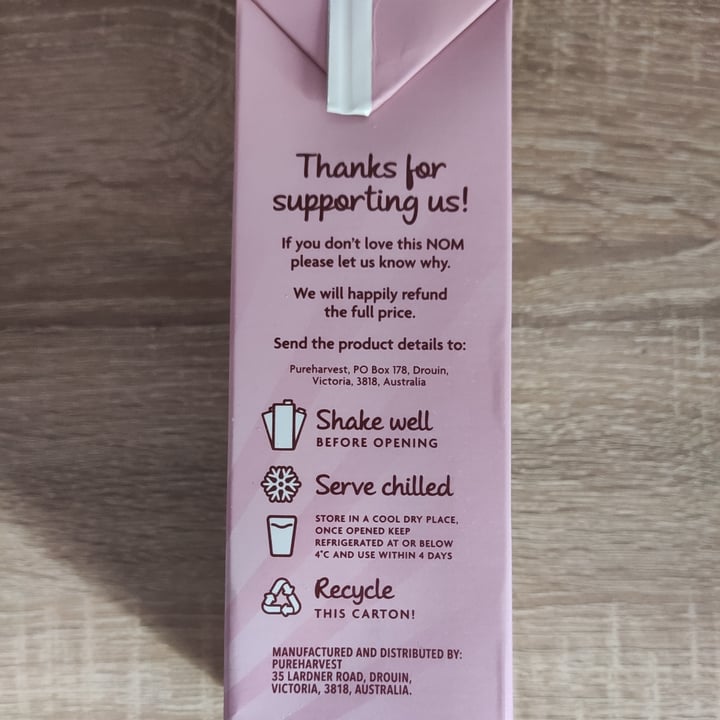 Thanks for
supporting us!
If you don't love this NOM
please let us know why.
We will happily refund
the full price.
Send the product details to:
Pureharvest, PO Box 178, Drouin,
Victoria, 3818, Australia
Shake well
BEFORE OPENING
Serve chilled
STORE IN A COOL DRY PLACE,
ONCE OPENED KEEP
REFRIGERATED AT OR BELOW
4°C AND USE WITHIN 4 DAYS
Recycle
THIS CARTON!
MANUFACTURED AND DISTRIBUTED BY:
PUREHARVEST
35 LARDNER ROAD, DROUIN,
VICTORIA, 3818, AUSTRALIA.